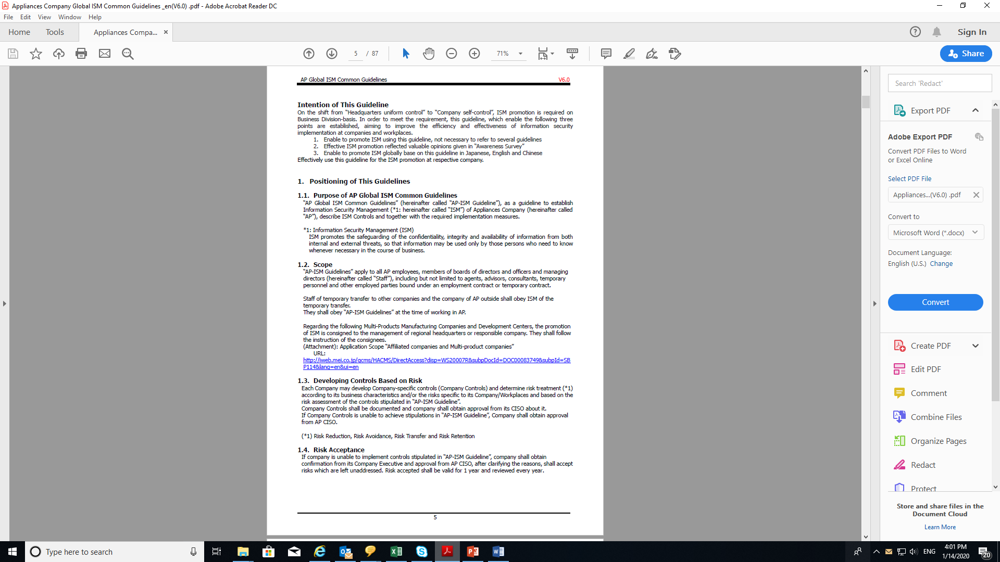 Appliances Company Global ISM Common Guidelines _en(V6.0) .pdf - Adobe Acrobat Reader DC
File Edit View Window Help
Home Tools Appliances Compa... Sign In
5 / 87 71% Share
AP Global ISM Common Guidelines V6.0
Intention of This Guideline
On the shift from “Headquarters uniform control” to “Company self-control”, ISM promotion is required on
Business Division-basis. In order to meet the requirement, this guideline, which enable the following three
points are established, aiming to improve the efficiency and effectiveness of information security
implementation at companies and workplaces.
1. Enable to promote ISM using this guideline, not necessary to refer to several guidelines
2. Effective ISM promotion reflected valuable opinions given in “Awareness Survey”
3. Enable to promote ISM globally base on this guideline in Japanese, English and Chinese
Effectively use this guideline for the ISM promotion at respective company.
1. Positioning of This Guidelines
1.1. Purpose of AP Global ISM Common Guidelines
“AP Global ISM Common Guidelines” (hereinafter called “AP-ISM Guideline”), as a guideline to establish
Information Security Management (*1: hereinafter called “ISM”) of Appliances Company (hereinafter called
“AP”), describe ISM Controls and together with the required implementation measures.
*1: Information Security Management (ISM)
ISM promotes the safeguarding of the confidentiality, integrity and availability of information from both
internal and external threats, so that information may be used only by those persons who need to know
whenever necessary in the course of business.
1.2. Scope
“AP-ISM Guidelines” apply to all AP employees, members of boards of directors and officers and managing
directors (hereinafter called “Staff”), including but not limited to agents, advisors, consultants, temporary
personnel and other employed parties bound under an employment contract or temporary contract.
Staff of temporary transfer to other companies and the company of AP outside shall obey ISM of the
temporary transfer.
They shall obey “AP-ISM Guidelines” at the time of working in AP.
Regarding the following Multi-Products Manufacturing Companies and Development Centers, the promotion
of ISM is consigned to the management of regional headquarters or responsible company. They shall follow
the instruction of the consignees.
(Attachment): Application Scope “Affiliated companies and Multi-product companies”
URL:
http://iweb.mei.co.jp/qcms/HACMS/DirectAccess?disp=WS20007R&subpDocId=DOC00083749&subpId=SB
P114&lang=en&ui=en
1.3. Developing Controls Based on Risk
Each Company may develop Company-specific controls (Company Controls) and determine risk treatment (*1)
according to its business characteristics and/or the risks specific to its Company/Workplaces and based on the
risk assessment of the controls stipulated in “AP-ISM Guideline”.
Company Controls shall be documented and company shall obtain approval from its CISO about it.
If Company Controls is unable to achieve stipulations in “AP-ISM Guideline”, Company shall obtain approval
from AP CISO.
(*1) Risk Reduction, Risk Avoidance, Risk Transfer and Risk Retention
1.4. Risk Acceptance
If company is unable to implement controls stipulated in “AP-ISM Guideline”, company shall obtain
confirmation from its Company Executive and approval from AP CISO, after clarifying the reasons, shall accept
risks which are left unaddressed. Risk accepted shall be valid for 1 year and reviewed every year.
5
Search 'Redact'
Export PDF
Adobe Export PDF
Convert PDF Files to Word
or Excel Online
Select PDF File
Appliances...(V6.0) .pdf
Convert to
Microsoft Word (*.docx)
Document Language:
English (U.S.) Change
Convert
Create PDF
Edit PDF
Comment
Combine Files
Organize Pages
Redact
Protect
Store and share files in the
Document Cloud
Learn More
Type here to search
ENG
4:01 PM
1/14/2020
20